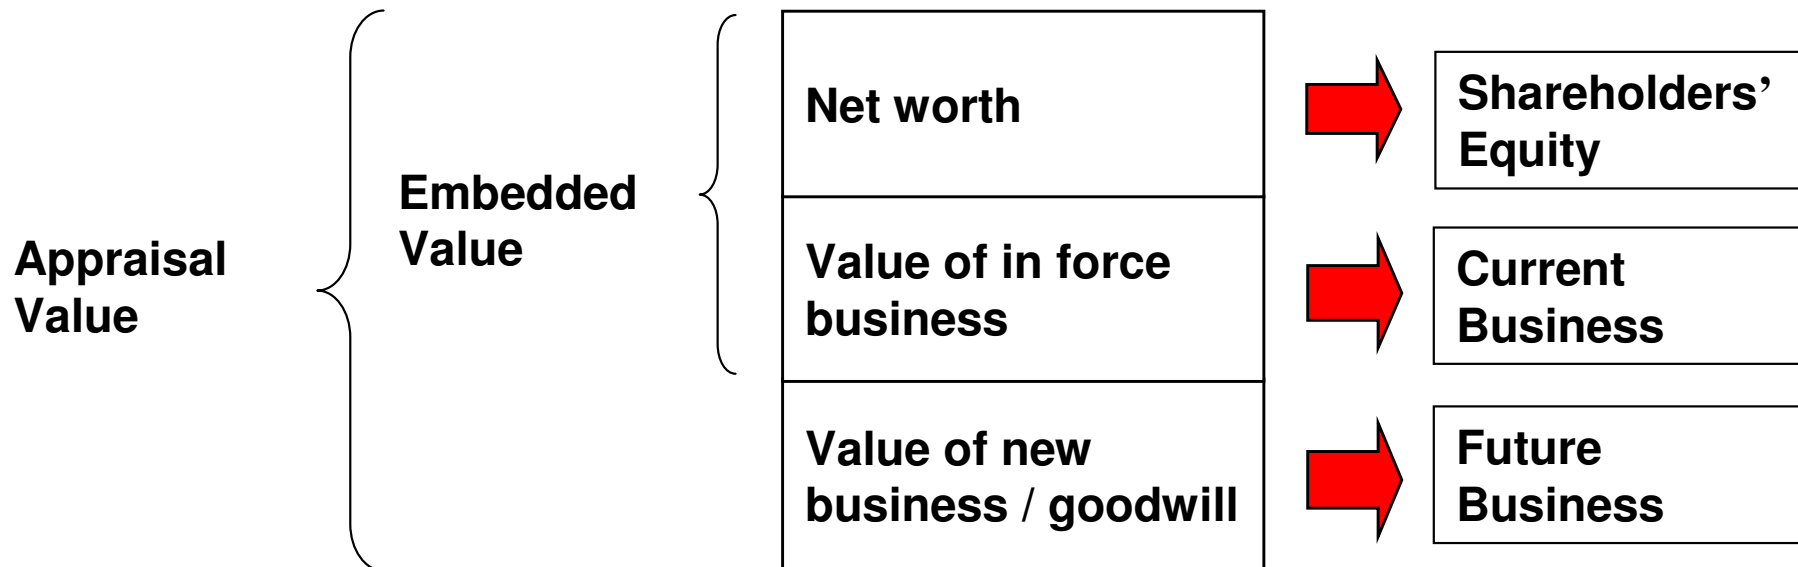 Appraisal
Value
Embedded
Value
Net worth
Value of in force
business
Value of new
business / goodwill
Shareholders’
Equity
Current
Business
Future
Business